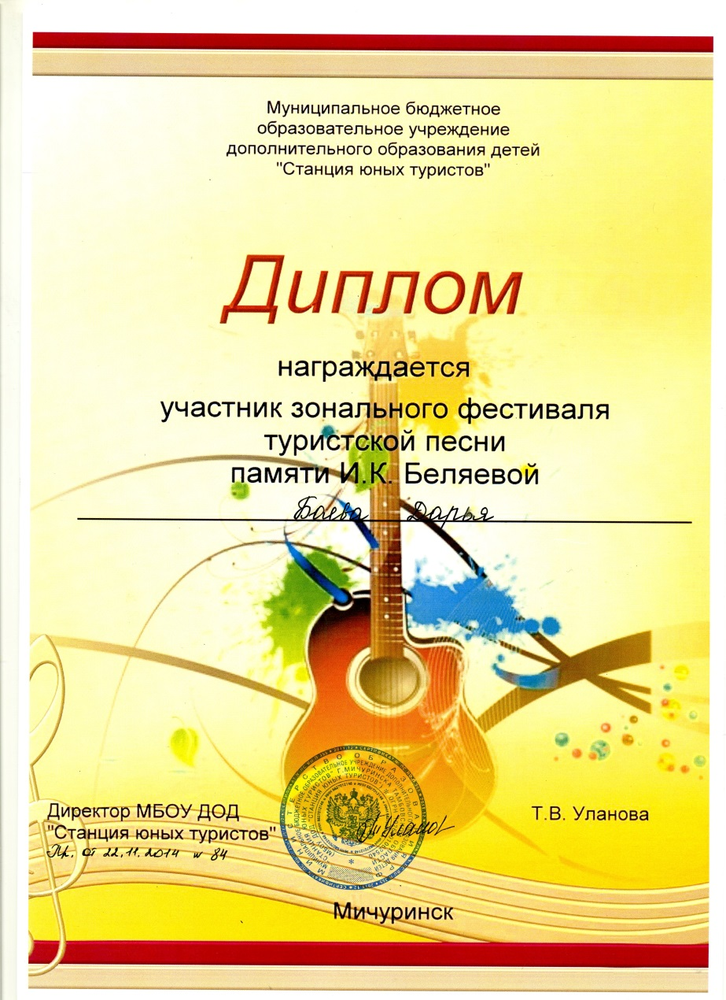 Муниципальное бюджетное
образовательное учреждение
дополнительного образования детей
"Станция юных туристов"
Диплом
награждается
участник зонального фестиваля
туристской песни
памяти И.К. Беляевой
Баева Дарья
Директор МБОУ ДОД
"Станция юных туристов"
Т.В. Уланова
Пр. от 22.11.2014 № 84
Мичуринск